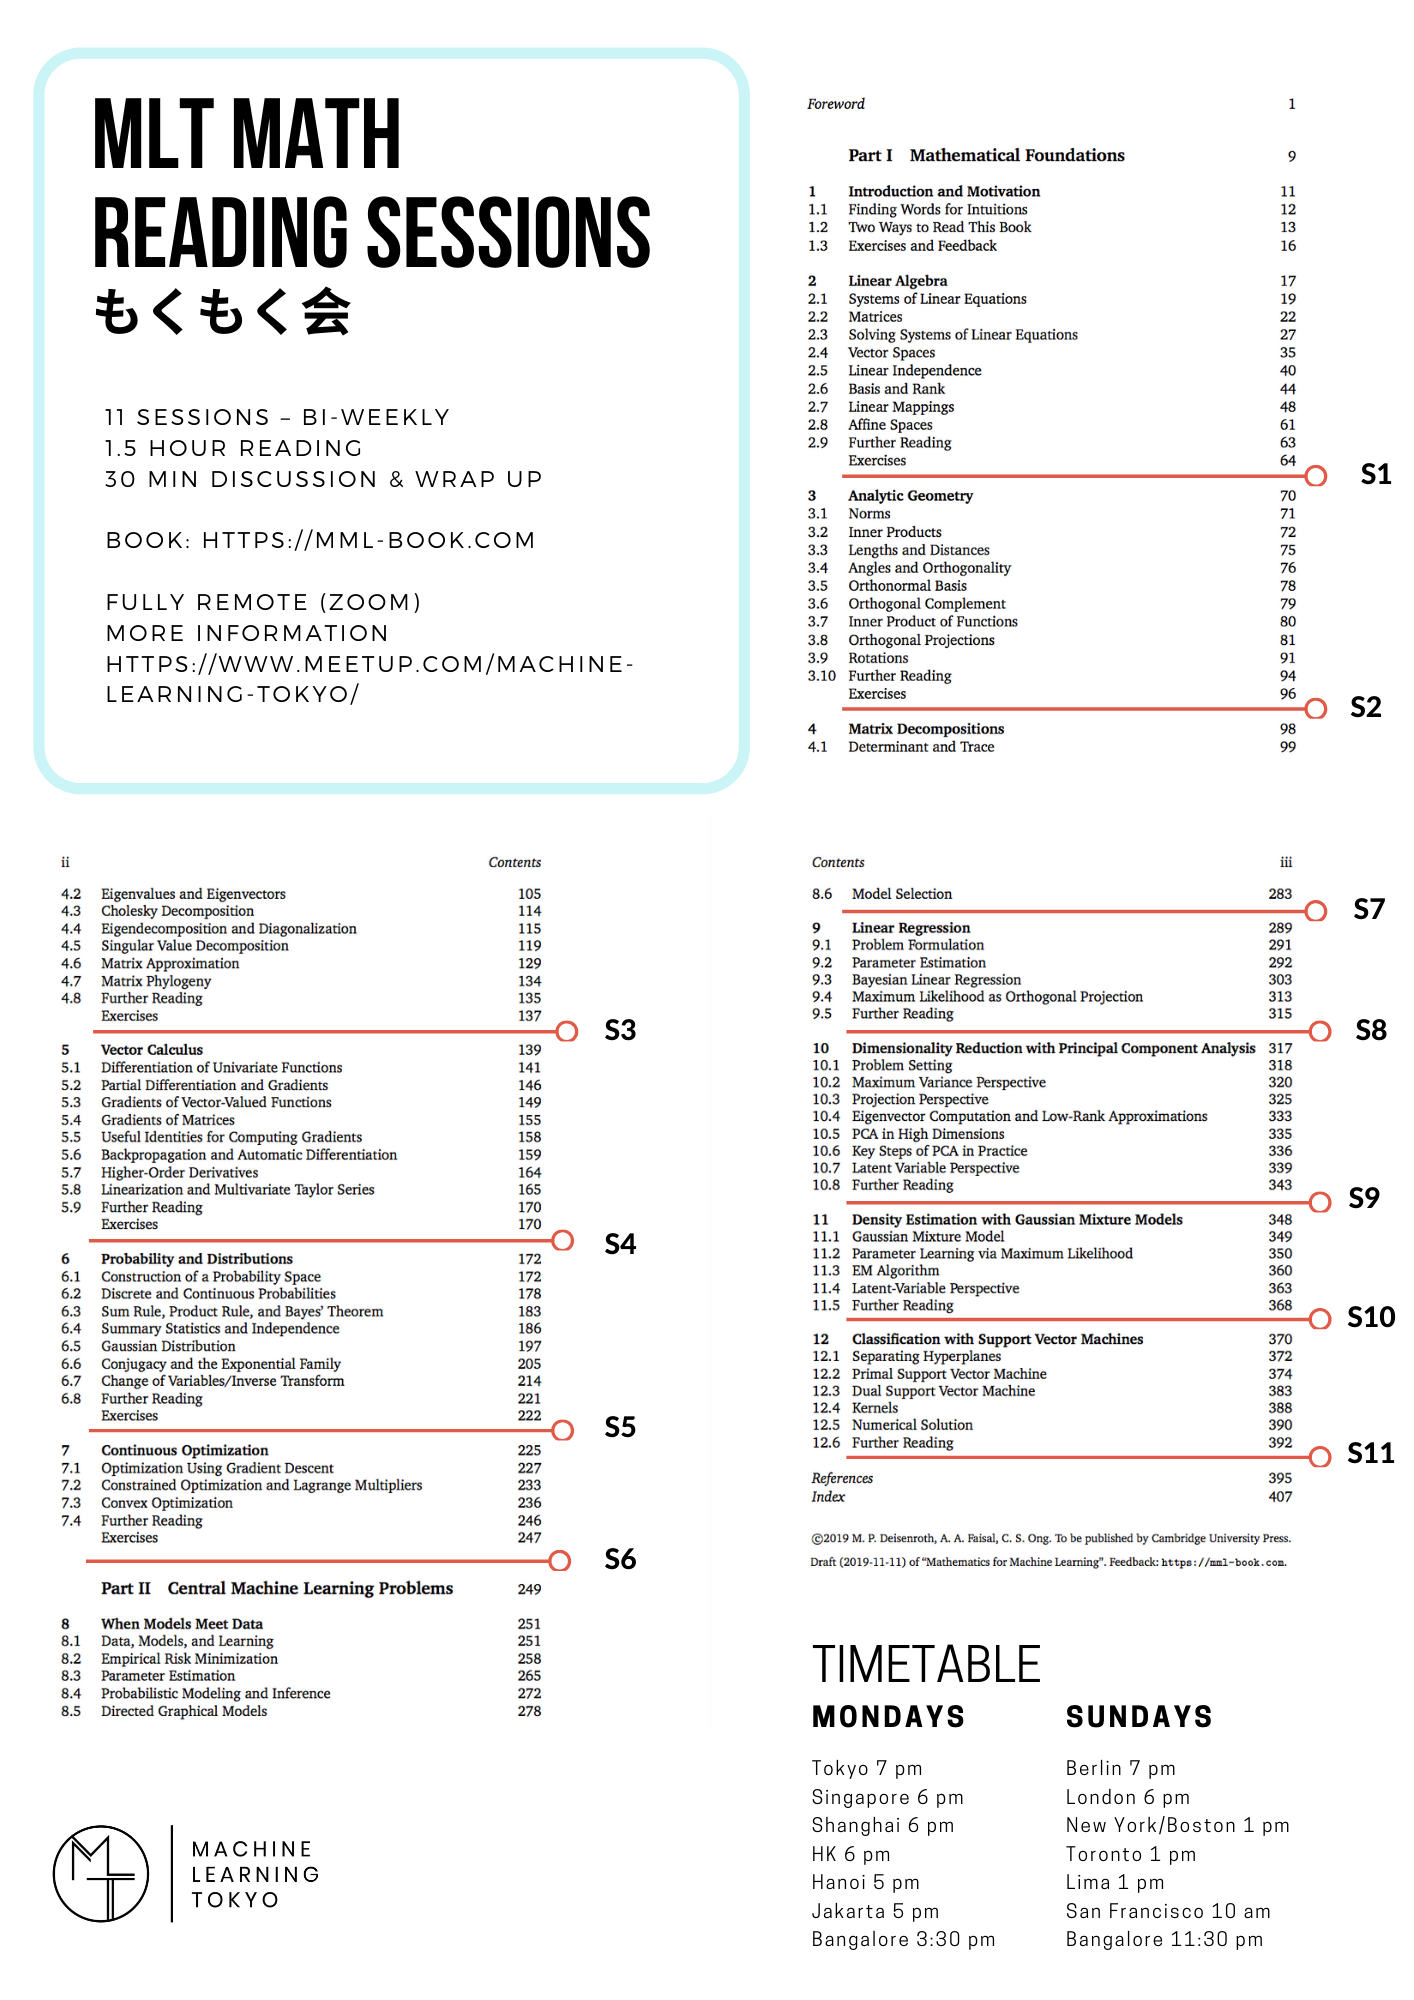 MLT MATH
READING SESSIONS
もくもく会
11 SESSIONS – BI-WEEKLY
1.5 HOUR READING
30 MIN DISCUSSION & WRAP UP
BOOK: HTTPS://MML-BOOK.COM
FULLY REMOTE (ZOOM)
MORE INFORMATION
HTTPS://WWW.MEETUP.COM/MACHINE-
LEARNING-TOKYO/
Foreword 1
Part I Mathematical Foundations 9
1 Introduction and Motivation 11
1.1 Finding Words for Intuitions 12
1.2 Two Ways to Read This Book 13
1.3 Exercises and Feedback 16
2 Linear Algebra 17
2.1 Systems of Linear Equations 19
2.2 Matrices 22
2.3 Solving Systems of Linear Equations 27
2.4 Vector Spaces 35
2.5 Linear Independence 40
2.6 Basis and Rank 44
2.7 Linear Mappings 48
2.8 Affine Spaces 61
2.9 Further Reading 63
Exercises 64
S1
3 Analytic Geometry 70
3.1 Norms 71
3.2 Inner Products 72
3.3 Lengths and Distances 75
3.4 Angles and Orthogonality 76
3.5 Orthonormal Basis 78
3.6 Orthogonal Complement 79
3.7 Inner Product of Functions 80
3.8 Orthogonal Projections 81
3.9 Rotations 91
3.10 Further Reading 94
Exercises 96
S2
4 Matrix Decompositions 98
4.1 Determinant and Trace 99
ii Contents
4.2 Eigenvalues and Eigenvectors 105
4.3 Cholesky Decomposition 114
4.4 Eigendecomposition and Diagonalization 115
4.5 Singular Value Decomposition 119
4.6 Matrix Approximation 129
4.7 Matrix Phylogeny 134
4.8 Further Reading 135
Exercises 137
S3
5 Vector Calculus 139
5.1 Differentiation of Univariate Functions 141
5.2 Partial Differentiation and Gradients 146
5.3 Gradients of Vector-Valued Functions 149
5.4 Gradients of Matrices 155
5.5 Useful Identities for Computing Gradients 158
5.6 Backpropagation and Automatic Differentiation 159
5.7 Higher-Order Derivatives 164
5.8 Linearization and Multivariate Taylor Series 165
5.9 Further Reading 170
Exercises 170
S4
6 Probability and Distributions 172
6.1 Construction of a Probability Space 172
6.2 Discrete and Continuous Probabilities 178
6.3 Sum Rule, Product Rule, and Bayes' Theorem 183
6.4 Summary Statistics and Independence 186
6.5 Gaussian Distribution 197
6.6 Conjugacy and the Exponential Family 205
6.7 Change of Variables/Inverse Transform 214
6.8 Further Reading 221
Exercises 222
S5
7 Continuous Optimization 225
7.1 Optimization Using Gradient Descent 227
7.2 Constrained Optimization and Lagrange Multipliers 233
7.3 Convex Optimization 236
7.4 Further Reading 246
Exercises 247
S6
Part II Central Machine Learning Problems 249
8 When Models Meet Data 251
8.1 Data, Models, and Learning 251
8.2 Empirical Risk Minimization 258
8.3 Parameter Estimation 265
8.4 Probabilistic Modeling and Inference 272
8.5 Directed Graphical Models 278
Contents iii
8.6 Model Selection 283
S7
9 Linear Regression 289
9.1 Problem Formulation 291
9.2 Parameter Estimation 292
9.3 Bayesian Linear Regression 303
9.4 Maximum Likelihood as Orthogonal Projection 313
9.5 Further Reading 315
S8
10 Dimensionality Reduction with Principal Component Analysis 317
10.1 Problem Setting 318
10.2 Maximum Variance Perspective 320
10.3 Projection Perspective 325
10.4 Eigenvector Computation and Low-Rank Approximations 333
10.5 PCA in High Dimensions 335
10.6 Key Steps of PCA in Practice 336
10.7 Latent Variable Perspective 339
10.8 Further Reading 343
S9
11 Density Estimation with Gaussian Mixture Models 348
11.1 Gaussian Mixture Model 349
11.2 Parameter Learning via Maximum Likelihood 350
11.3 EM Algorithm 360
11.4 Latent-Variable Perspective 363
11.5 Further Reading 368
S10
12 Classification with Support Vector Machines 370
12.1 Separating Hyperplanes 372
12.2 Primal Support Vector Machine 374
12.3 Dual Support Vector Machine 383
12.4 Kernels 388
12.5 Numerical Solution 390
12.6 Further Reading 392
S11
References 395
Index 407
©2019 M. P. Deisenroth, A. A. Faisal, C. S. Ong. To be published by Cambridge University Press.
Draft (2019-11-11) of “Mathematics for Machine Learning”. Feedback: https://mml-book.com.
TIMETABLE
MONDAYS
Tokyo 7 pm
Singapore 6 pm
Shanghai 6 pm
HK 6 pm
Hanoi 5 pm
Jakarta 5 pm
Bangalore 3:30 pm
SUNDAYS
Berlin 7 pm
London 6 pm
New York/Boston 1 pm
Toronto 1 pm
Lima 1 pm
San Francisco 10 am
Bangalore 11:30 pm
MLT
MACHINE
LEARNING
TOKYO